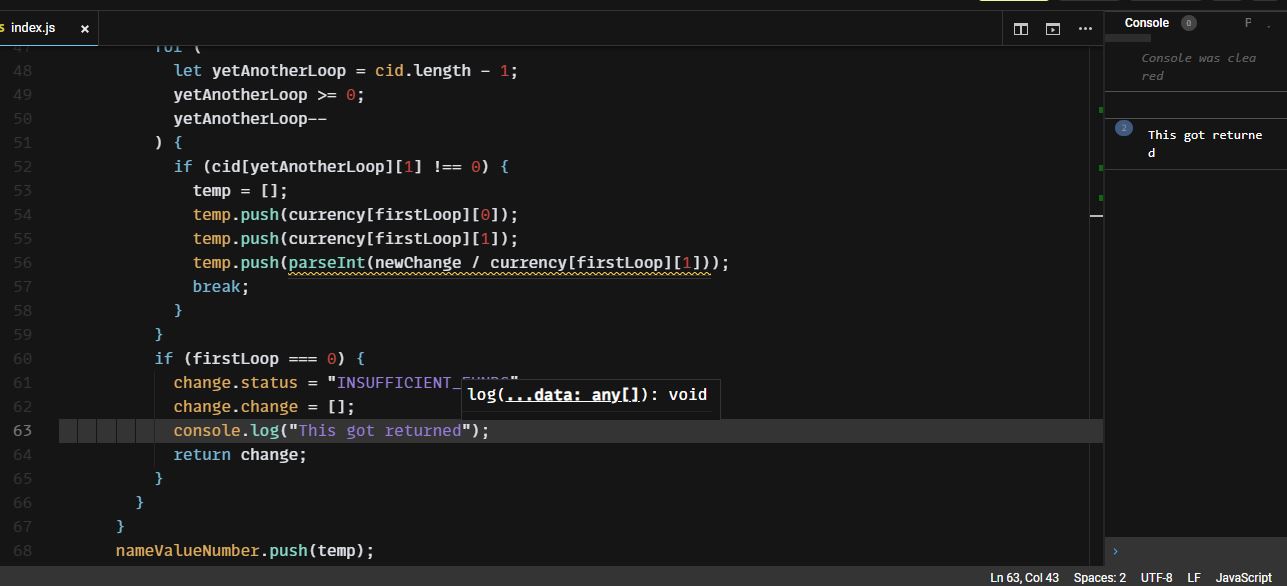 index.js ×
Console 0
Console was clea
red
2 This got returne
d
47 for (
48 let yetAnotherLoop = cid.length - 1;
49 yetAnotherLoop >= 0;
50 yetAnotherLoop--
51 ) {
52 if (cid[yetAnotherLoop][1] !== 0) {
53 temp = [];
54 temp.push(currency[firstLoop][0]);
55 temp.push(currency[firstLoop][1]);
56 temp.push(parseInt(newChange / currency[firstLoop][1]));
57 break;
58 }
59 }
60 if (firstLoop === 0) {
61 change.status = "INSUFFICIENT_
log(...data: any[]): void
62 change.change = [];
63 console.log("This got returned");
64 return change;
65 }
66 }
67 }
68 nameValueNumber.push(temp);
Ln 63, Col 43 Spaces: 2 UTF-8 LF JavaScript